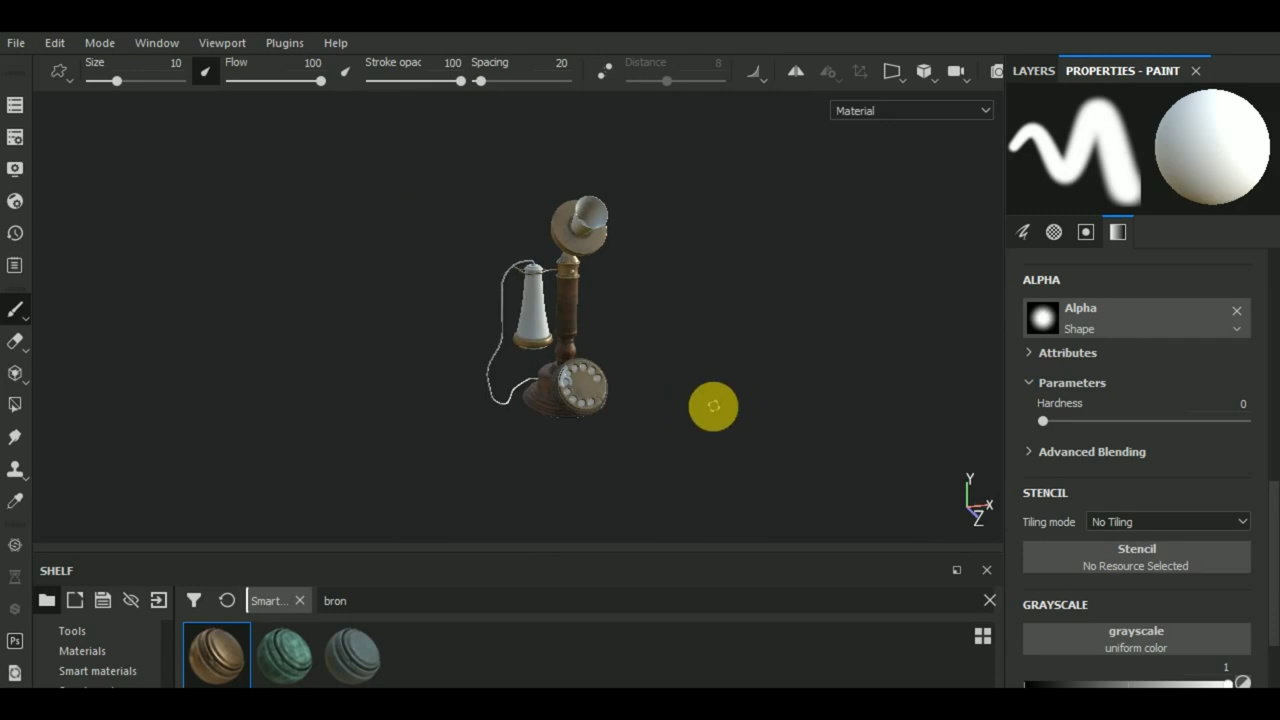 File Edit Mode Window Viewport Plugins Help
Size 10 Flow 100 Stroke opac 100 Spacing 20 Distance 8
LAYERS PROPERTIES - PAINT
Material
ALPHA
Alpha
Shape
Attributes
Parameters
Hardness 0
Advanced Blending
Y
X
Z
STENCIL
Tiling mode No Tiling
Stencil
No Resource Selected
SHELF
Smart... bron
GRAYSCALE
grayscale
uniform color
1
Tools
Materials
Smart materials
Ps